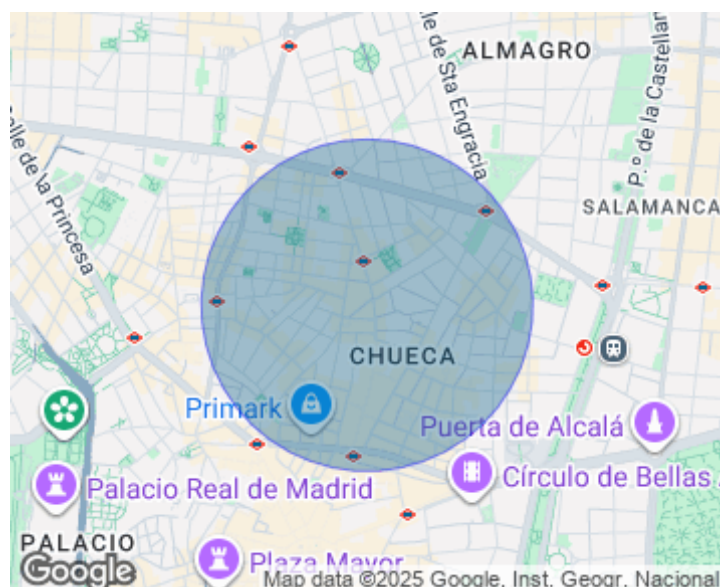 ALMAGRO
Calle de la Princesa
lle de Sta Engracia
P.º de la Castellan
SALAMANCA
CHUECA
Primark
Puerta de Alcalá
Círculo de Bellas
Palacio Real de Madrid
PALACIO
Plaza Mayor
Google
Map data ©2025 Google, Inst. Geogr. Nacional